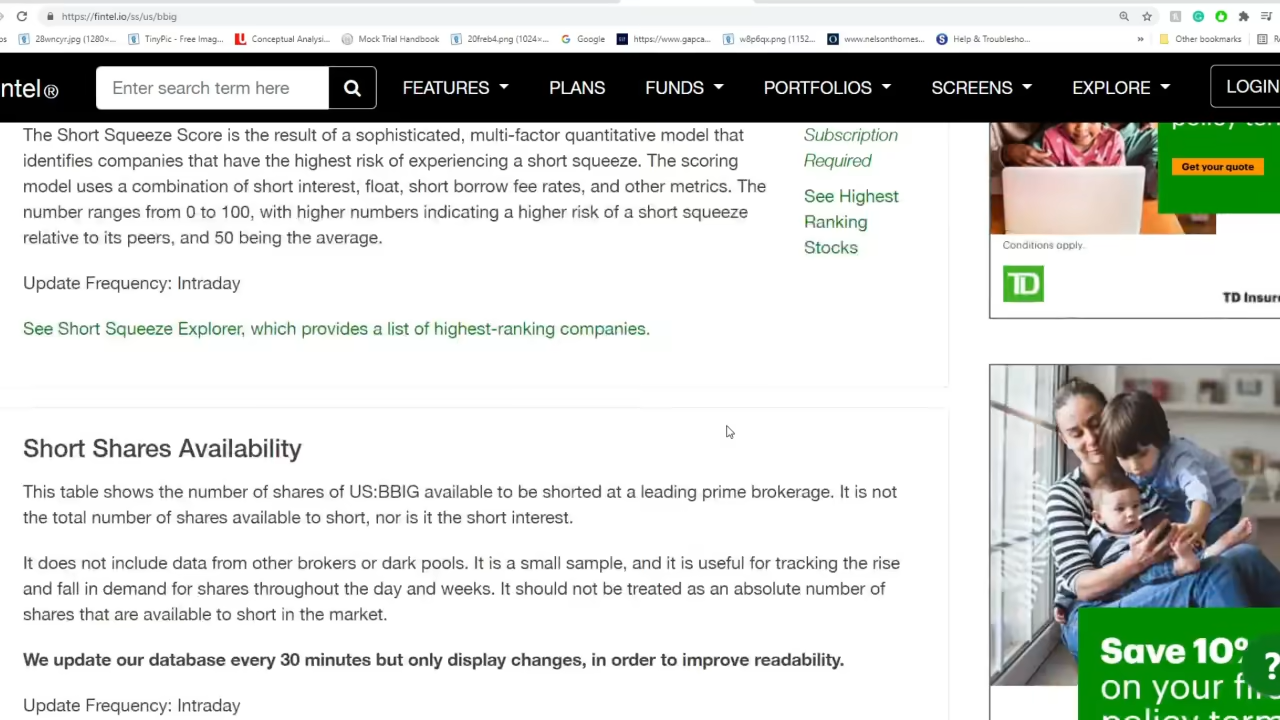 https://fintel.io/ss/us/bbig
28wncyr.jpg (1280×... TinyPic - Free Imag... Conceptual Analysi... Mock Trial Handbook 20freb4.png (1024×... Google https://www.gapca... w8p6qx.png (1152... www.nelsonthornes... Help & Troublesho... » Other bookmarks
ntel® Enter search term here FEATURES PLANS FUNDS PORTFOLIOS SCREENS EXPLORE LOGIN
The Short Squeeze Score is the result of a sophisticated, multi-factor quantitative model that
identifies companies that have the highest risk of experiencing a short squeeze. The scoring
model uses a combination of short interest, float, short borrow fee rates, and other metrics. The
number ranges from 0 to 100, with higher numbers indicating a higher risk of a short squeeze
relative to its peers, and 50 being the average.
Update Frequency: Intraday
See Short Squeeze Explorer, which provides a list of highest-ranking companies.
Subscription
Required
See Highest
Ranking
Stocks
Get your quote
Conditions apply.
TD
TD Insur
Short Shares Availability
This table shows the number of shares of US:BBIG available to be shorted at a leading prime brokerage. It is not
the total number of shares available to short, nor is it the short interest.
It does not include data from other brokers or dark pools. It is a small sample, and it is useful for tracking the rise
and fall in demand for shares throughout the day and weeks. It should not be treated as an absolute number of
shares that are available to short in the market.
We update our database every 30 minutes but only display changes, in order to improve readability.
Update Frequency: Intraday
Save 10%
on your fir
policy term
?